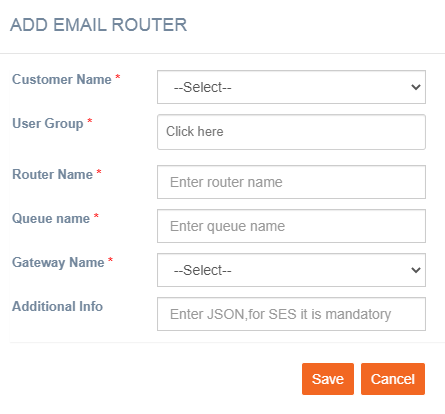 ADD EMAIL ROUTER
Customer Name *
--Select--
User Group *
Click here
Router Name *
Enter router name
Queue name *
Enter queue name
Gateway Name *
--Select--
Additional Info
Enter JSON,for SES it is mandatory
Save Cancel